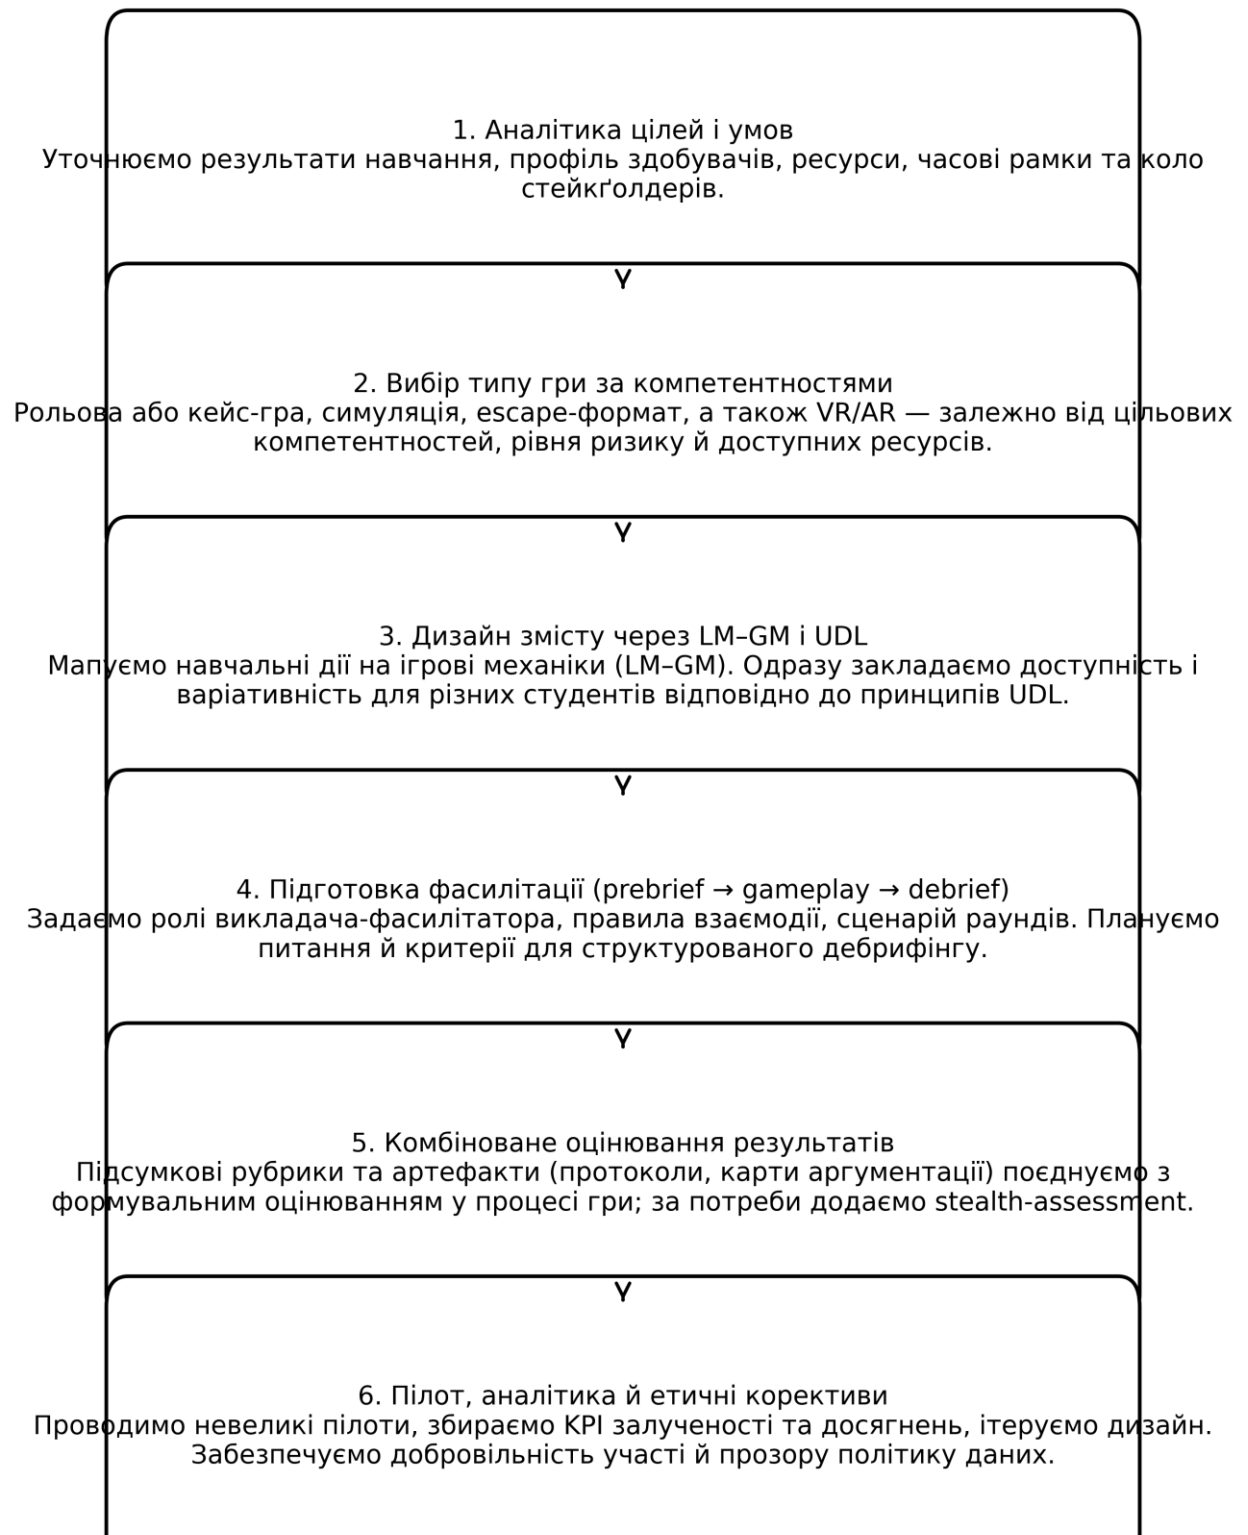 1. Аналітика цілей і умов
Уточнюємо результати навчання, профіль здобувачів, ресурси, часові рамки та коло
стейкґолдерів.
2. Вибір типу гри за компетентностями
Рольова або кейс-гра, симуляція, escape-формат, а також VR/AR — залежно від цільових
компетентностей, рівня ризику й доступних ресурсів.
3. Дизайн змісту через LM–GM і UDL
Мапуємо навчальні дії на ігрові механіки (LM–GM). Одразу закладаємо доступність і
варіативність для різних студентів відповідно до принципів UDL.
4. Підготовка фасилітації (prebrief → gameplay → debrief)
Задаємо ролі викладача-фасилітатора, правила взаємодії, сценарій раундів. Плануємо
питання й критерії для структурованого дебрифінгу.
5. Комбіноване оцінювання результатів
Підсумкові рубрики та артефакти (протоколи, карти аргументації) поєднуємо з
формувальним оцінюванням у процесі гри; за потреби додаємо stealth-assessment.
6. Пілот, аналітика й етичні корективи
Проводимо невеликі пілоти, збираємо KPI залученості та досягнень, ітеруємо дизайн.
Забезпечуємо добровільність участі й прозору політику даних.